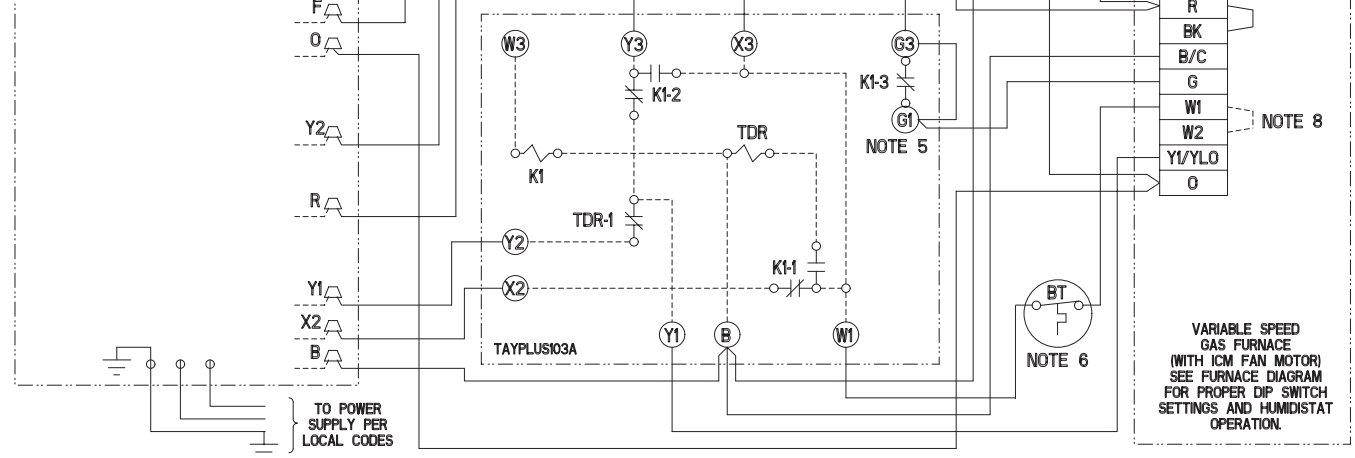 F
O
Y2
R
Y1
X2
B
TO POWER
SUPPLY PER
LOCAL CODES
W3
Y3
X3
G3
K1-2
K1-3
G1
NOTE 5
TDR
K1
TDR-1
Y2
K1-1
X2
Y1
B
W1
TAYPLUS103A
BT
NOTE 6
R
BK
B/C
G
W1
W2
Y1/YLO
O
NOTE 8
VARIABLE SPEED
GAS FURNACE
(WITH ICM FAN MOTOR)
SEE FURNACE DIAGRAM
FOR PROPER DIP SWITCH
SETTINGS AND HUMIDISTAT
OPERATION.